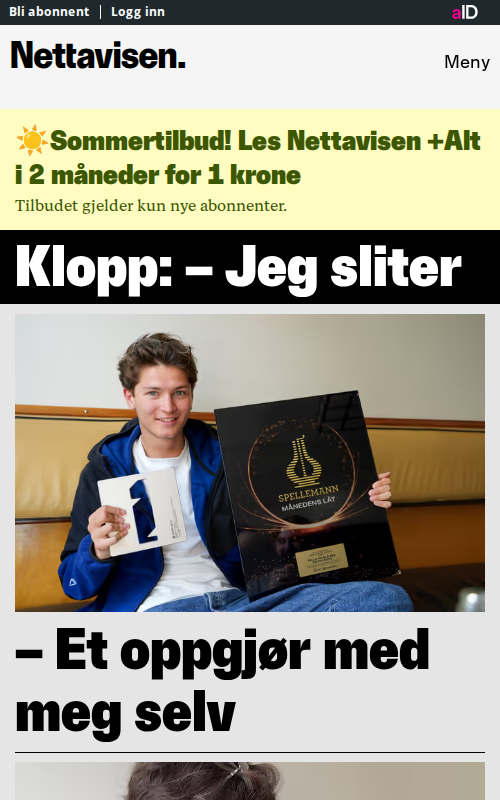 Bli abonnent
Logg inn
aID
Nettavisen.
Meny
☀️Sommertilbud! Les Nettavisen +Alt
i 2 måneder for 1 krone
Tilbudet gjelder kun nye abonnenter.
Klopp: – Jeg sliter
SPELLEMANN
MÅNEDENS LÅT
– Et oppgjør med
meg selv